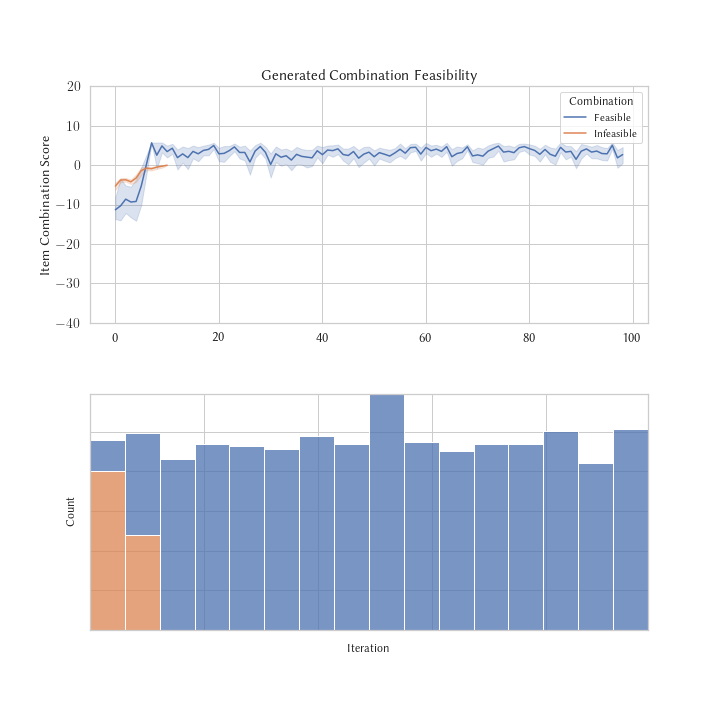 Generated Combination Feasibility
20
10
0
−10
−20
−30
−40
Item Combination Score
Combination
Feasible
Infeasible
0 20 40 60 80 100
Count
Iteration